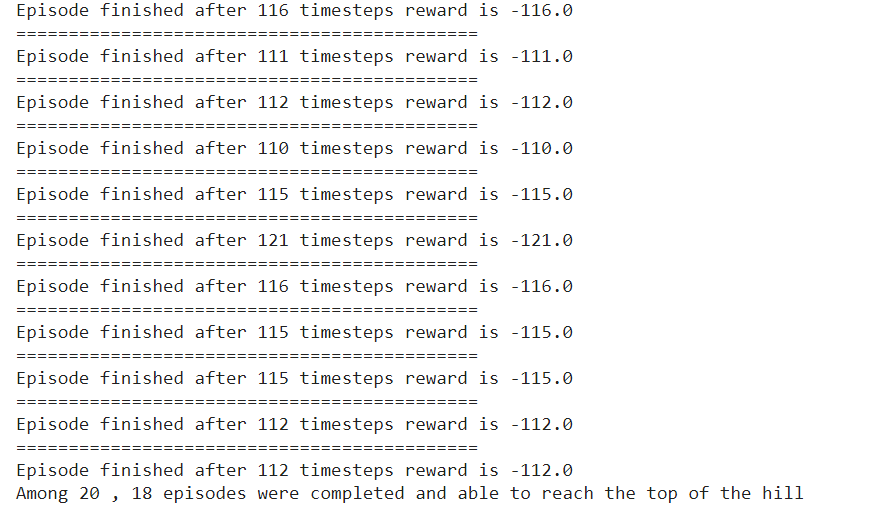 Episode finished after 116 timesteps reward is -116.0
============================================
Episode finished after 111 timesteps reward is -111.0
============================================
Episode finished after 112 timesteps reward is -112.0
============================================
Episode finished after 110 timesteps reward is -110.0
============================================
Episode finished after 115 timesteps reward is -115.0
============================================
Episode finished after 121 timesteps reward is -121.0
============================================
Episode finished after 116 timesteps reward is -116.0
============================================
Episode finished after 115 timesteps reward is -115.0
============================================
Episode finished after 115 timesteps reward is -115.0
============================================
Episode finished after 112 timesteps reward is -112.0
============================================
Episode finished after 112 timesteps reward is -112.0
Among 20 , 18 episodes were completed and able to reach the top of the hill